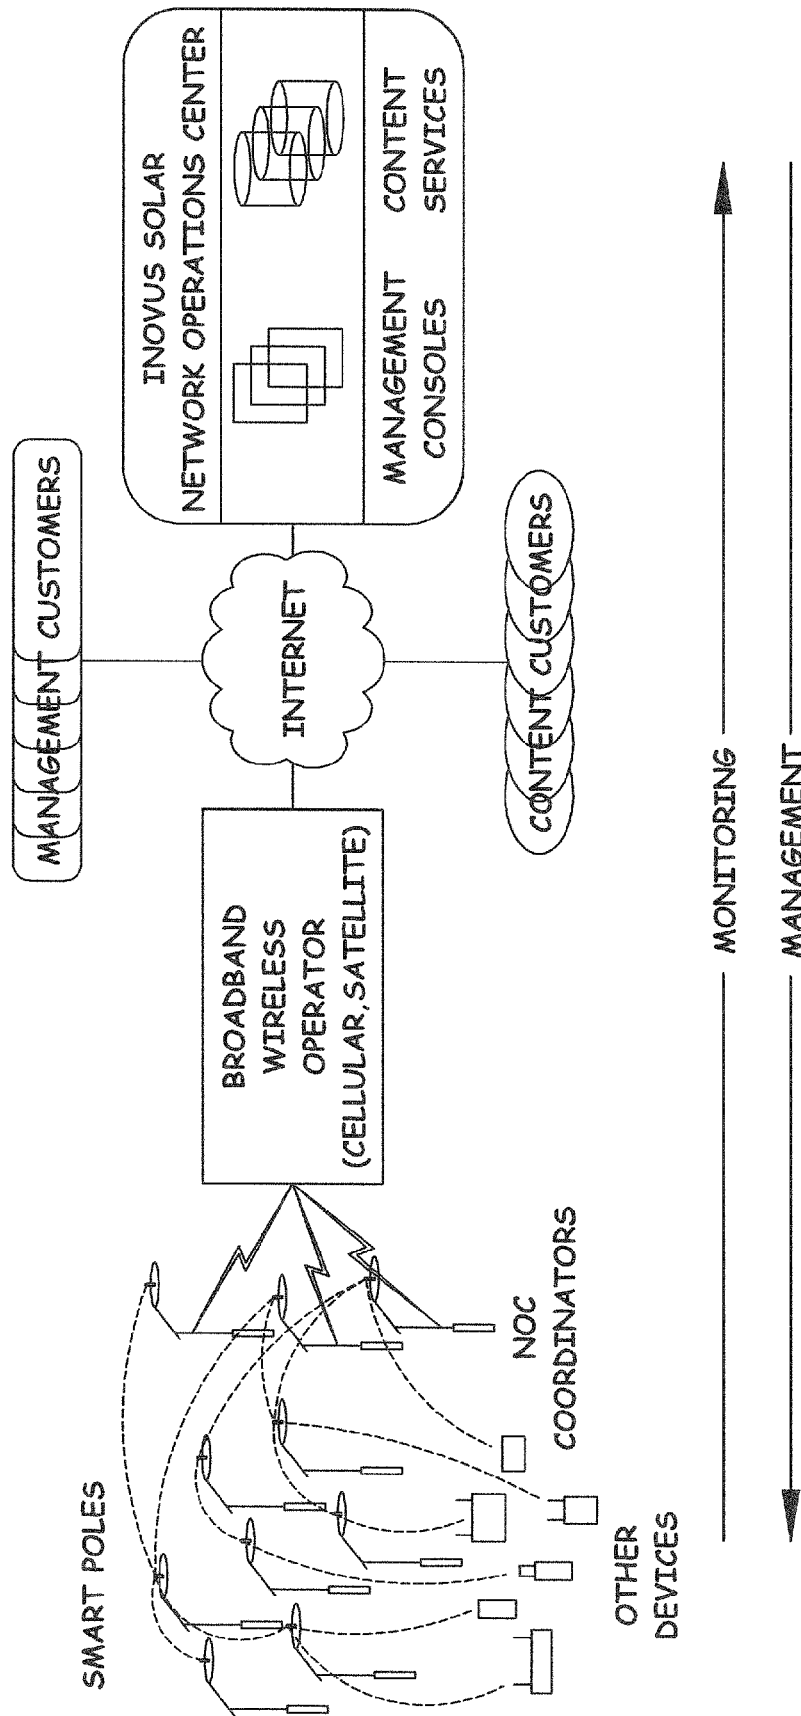 SMART POLES
NOC
COORDINATORS
OTHER
DEVICES
BROADBAND
WIRELESS
OPERATOR
(CELLULAR, SATELLITE)
MANAGEMENT CUSTOMERS
INTERNET
CONTENT CUSTOMERS
INOVUS SOLAR
NETWORK OPERATIONS CENTER
MANAGEMENT
CONSOLES
CONTENT
SERVICES
MONITORING
MANAGEMENT